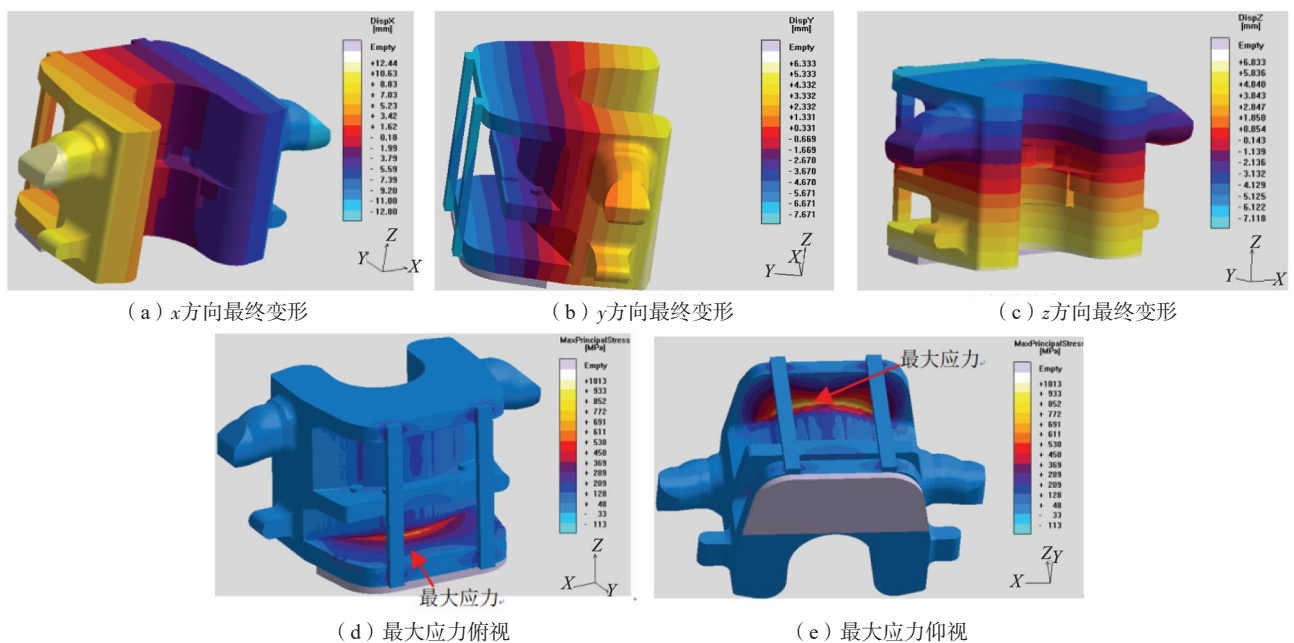 DispX
[mm]
Empty
+12.44
+10.63
+ 8.83
+ 7.03
+ 5.23
+ 3.42
+ 1.62
- 0.18
- 1.99
- 3.79
- 5.59
- 7.39
- 9.20
- 11.00
- 12.80
Z
Y
X
（a）x方向最终变形
DispY
[mm]
Empty
+6.333
+5.333
+4.332
+3.332
+2.332
+1.331
+0.331
-0.669
-1.669
-2.670
-3.670
-4.670
-5.671
-6.671
-7.671
Z
X
Y
（b）y方向最终变形
DispZ
[mm]
Empty
+6.833
+5.836
+4.840
+3.843
+2.847
+1.850
+0.854
-0.143
-1.139
-2.136
-3.132
-4.129
-5.125
-6.122
-7.118
Z
Y
X
（c）z方向最终变形
MaxPrincipalStress
[MPa]
Empty
+1013
+ 933
+ 852
+ 772
+ 691
+ 611
+ 530
+ 450
+ 369
+ 289
+ 209
+ 128
+ 48
- 33
- 113
最大应力
Z
X
Y
（d）最大应力俯视
MaxPrincipalStress
[MPa]
Empty
+1013
+ 933
+ 852
+ 772
+ 691
+ 611
+ 530
+ 450
+ 369
+ 289
+ 209
+ 128
+ 48
- 33
- 113
最大应力
Z
Y
X
（e）最大应力仰视